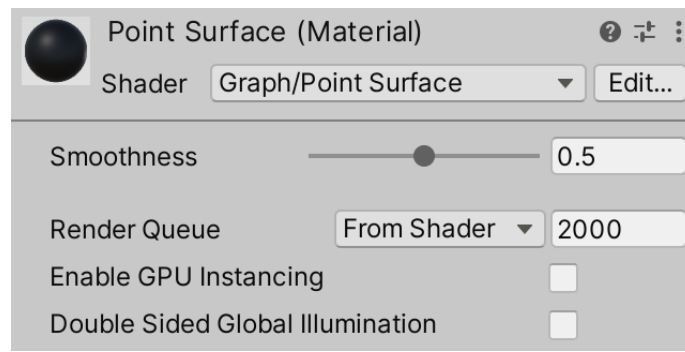 Point Surface (Material)
Shader Graph/Point Surface Edit...
Smoothness 0.5
Render Queue From Shader 2000
Enable GPU Instancing
Double Sided Global Illumination